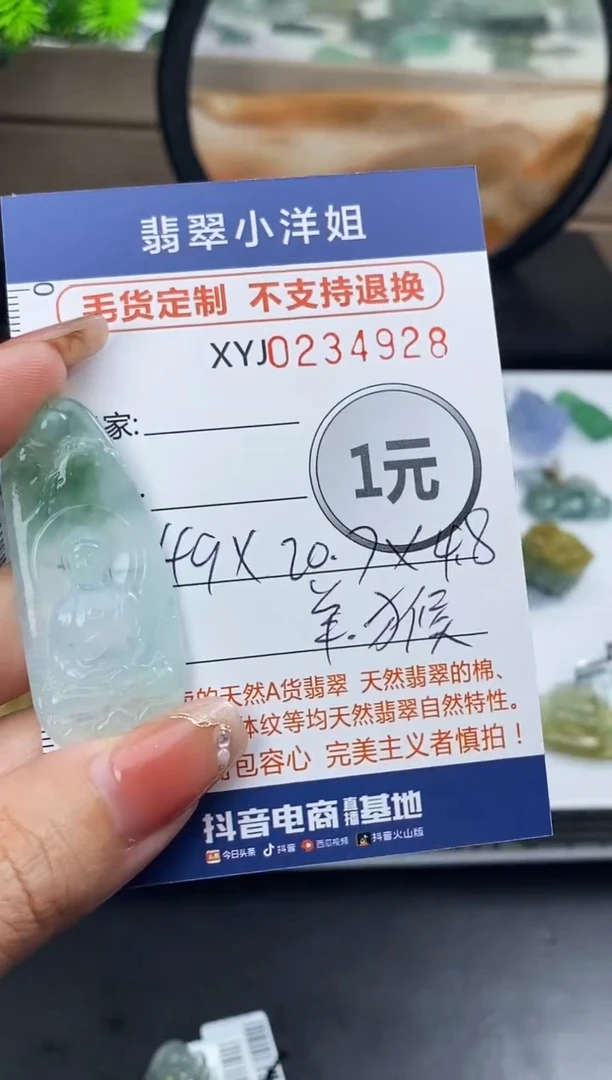 翡翠小洋姐
0
毛货定制 不支持退换
XYJ0234928
家:
1元
49X20.7X4.8
羊.猴
的天然A货翡翠 天然翡翠的棉、
体纹等均天然翡翠自然特性。
包容心 完美主义者慎拍！
抖音电商直播基地
头条 今日头条 抖音 西瓜视频 抖音火山版